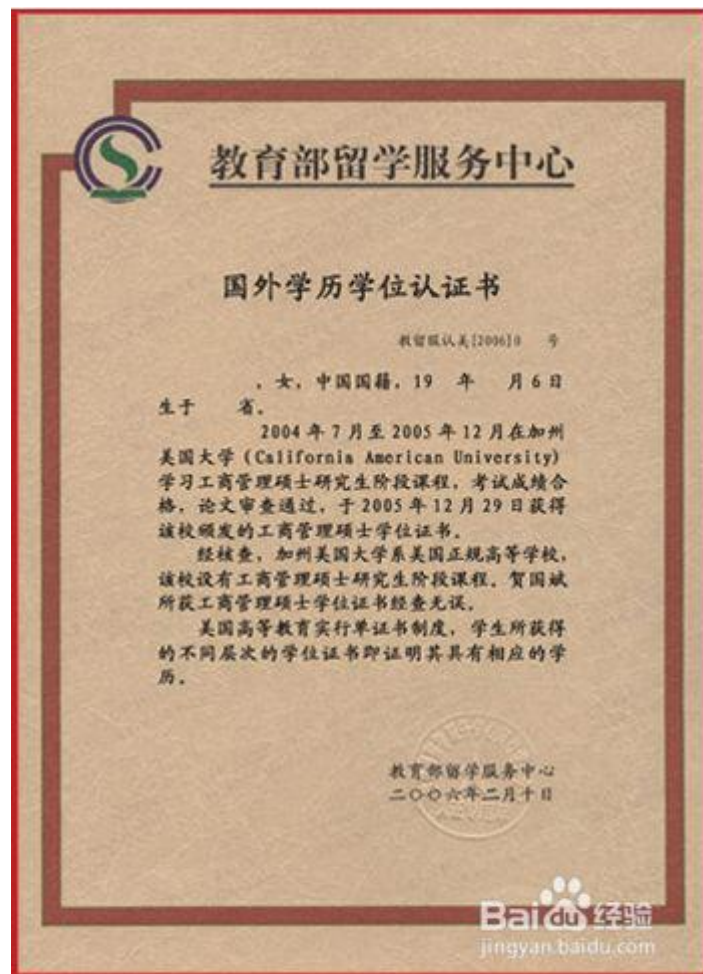 教育部留学服务中心
国外学历学位认证书
教留服认美[2006]0 号
，女，中国国籍，19 年 月6日
生于 省。
2004年7月至2005年12月在加州
美国大学（California American University）
学习工商管理硕士研究生阶段课程，考试成绩合
格，论文审查通过，于2005年12月29日获得
该校颁发的工商管理硕士学位证书。
经核查，加州美国大学系美国正规高等学校，
该校设有工商管理硕士研究生阶段课程。贺国斌
所获工商管理硕士学位证书经查无误。
美国高等教育实行单证书制度，学生所获得
的不同层次的学位证书即证明其具有相应的学
历。
教育部留学服务中心
二〇〇六年二月十日
Baidu经验
jingyan.baidu.com